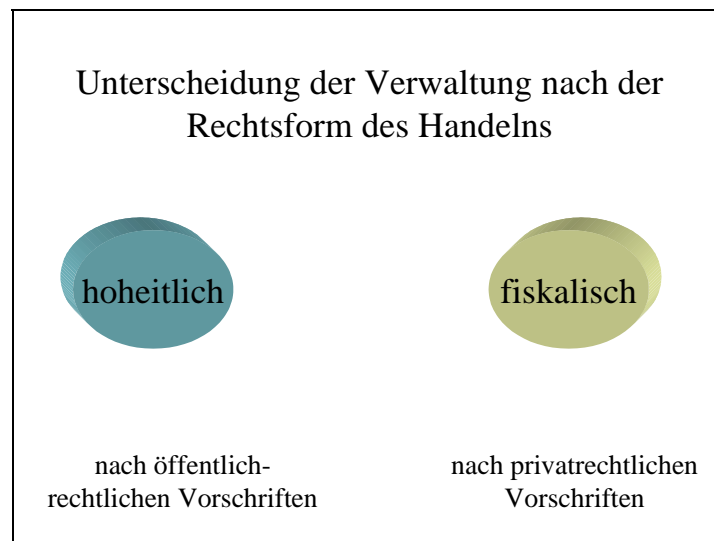 Unterscheidung der Verwaltung nach der
Rechtsform des Handelns
hoheitlich
fiskalisch
nach öffentlich-
rechtlichen Vorschriften
nach privatrechtlichen
Vorschriften